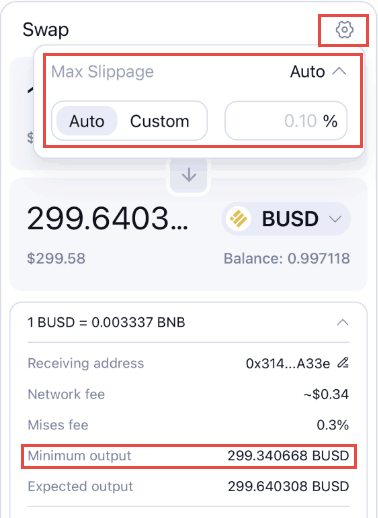 Swap
Max Slippage Auto
Auto Custom 0.10 %
299.6403... BUSD
$299.58 Balance: 0.997118
1 BUSD = 0.003337 BNB
Receiving address 0x314...A33e
Network fee ~$0.34
Mises fee 0.3%
Minimum output 299.340668 BUSD
Expected output 299.640308 BUSD